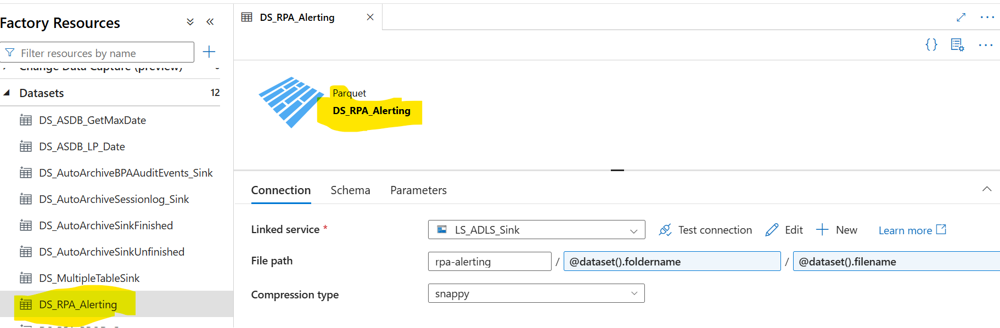 Factory Resources
Filter resources by name
Change Data Capture (preview)
Datasets 12
DS_ASDB_GetMaxDate
DS_ASDB_LP_Date
DS_AutoArchiveBPAAuditEvents_Sink
DS_AutoArchiveSessionlog_Sink
DS_AutoArchiveSinkFinished
DS_AutoArchiveSinkUnfinished
DS_MultipleTableSink
DS_RPA_Alerting
DS_RPA_Alerting
{}
Parquet
DS_RPA_Alerting
Connection Schema Parameters
Linked service * LS_ADLS_Sink Test connection Edit New Learn more
File path rpa-alerting / @dataset().foldername / @dataset().filename
Compression type snappy